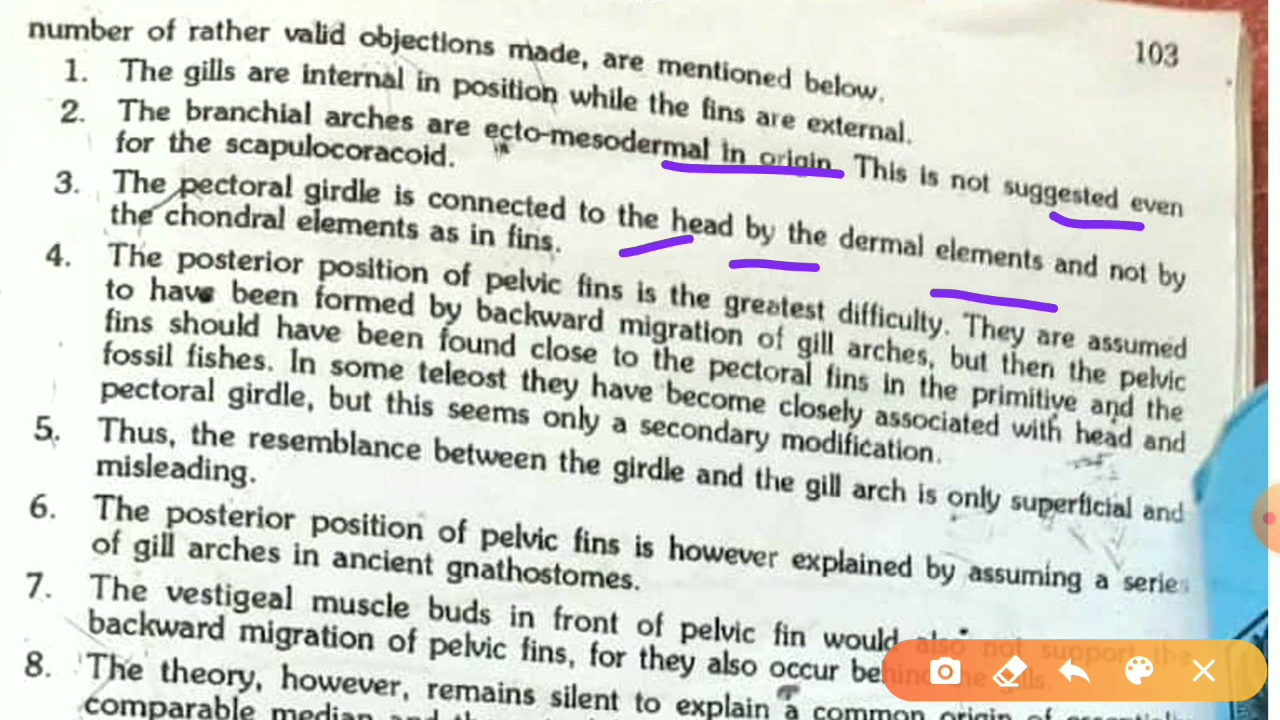 103
number of rather valid objections made, are mentioned below.
1. The gills are internal in position while the fins are external.
2. The branchial arches are ecto-mesodermal in origin. This is not suggested even
for the scapulocoracoid.
3. The pectoral girdle is connected to the head by the dermal elements and not by
the chondral elements as in fins.
4. The posterior position of pelvic fins is the greatest difficulty. They are assumed
to have been formed by backward migration of gill arches, but then the pelvic
fins should have been found close to the pectoral fins in the primitive and the
fossil fishes. In some teleost they have become closely associated with head and
pectoral girdle, but this seems only a secondary modification.
5. Thus, the resemblance between the girdle and the gill arch is only superficial and
misleading.
6. The posterior position of pelvic fins is however explained by assuming a series
of gill arches in ancient gnathostomes.
7. The vestigeal muscle buds in front of pelvic fin would also not support the
backward migration of pelvic fins, for they also occur behind the gills.
8. The theory, however, remains silent to explain a common origin of
comparable median and